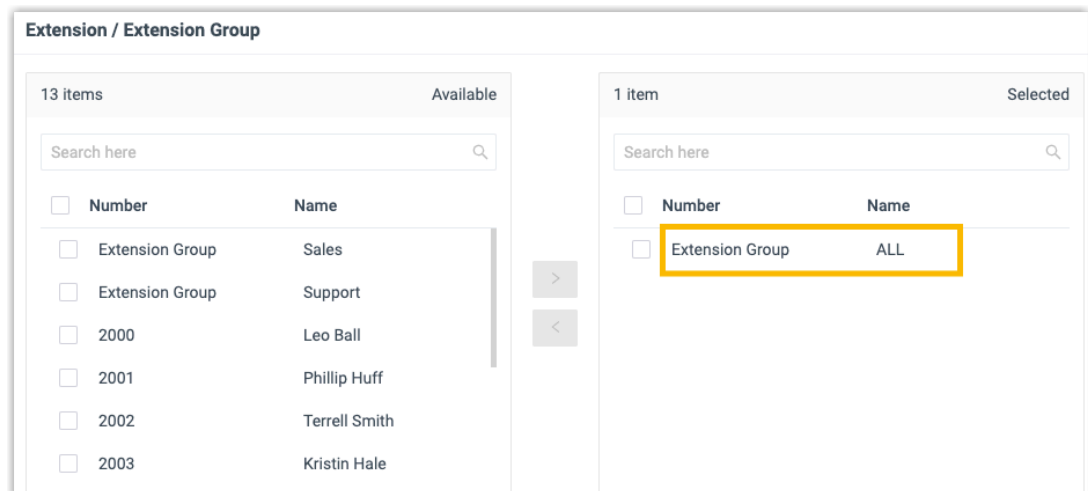 Extension / Extension Group
13 items Available
Search here
Number Name
Extension Group Sales
Extension Group Support
2000 Leo Ball
2001 Phillip Huff
2002 Terrell Smith
2003 Kristin Hale
>
<
1 item Selected
Search here
Number Name
Extension Group ALL